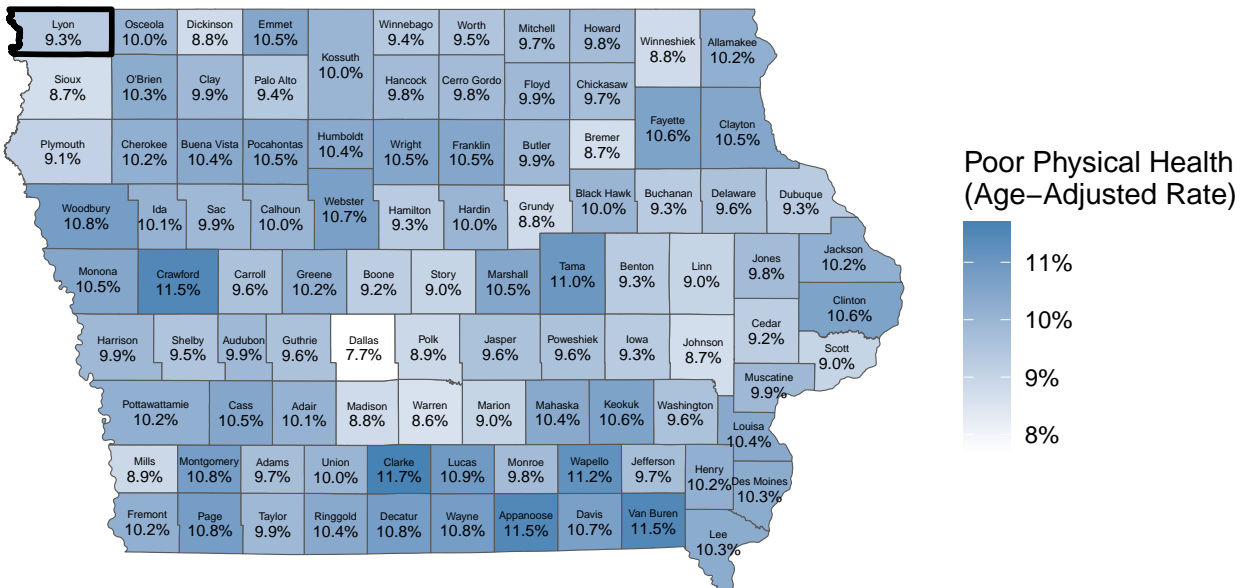 Lyon
9.3%
Osceola
10.0%
Dickinson
8.8%
Emmet
10.5%
Winnebago
9.4%
Worth
9.5%
Mitchell
9.7%
Howard
9.8%
Winneshiek
8.8%
Allamakee
10.2%
Kossuth
10.0%
Sioux
8.7%
O'Brien
10.3%
Clay
9.9%
Palo Alto
9.4%
Hancock
9.8%
Cerro Gordo
9.8%
Floyd
9.9%
Chickasaw
9.7%
Fayette
10.6%
Clayton
10.5%
Plymouth
9.1%
Cherokee
10.2%
Buena Vista
10.4%
Pocahontas
10.5%
Humboldt
10.4%
Wright
10.5%
Franklin
10.5%
Butler
9.9%
Bremer
8.7%
Woodbury
10.8%
Ida
10.1%
Sac
9.9%
Calhoun
10.0%
Webster
10.7%
Hamilton
9.3%
Hardin
10.0%
Grundy
8.8%
Black Hawk
10.0%
Buchanan
9.3%
Delaware
9.6%
Dubuque
9.3%
Monona
10.5%
Crawford
11.5%
Carroll
9.6%
Greene
10.2%
Boone
9.2%
Story
9.0%
Marshall
10.5%
Tama
11.0%
Benton
9.3%
Linn
9.0%
Jones
9.8%
Jackson
10.2%
Clinton
10.6%
Harrison
9.9%
Shelby
9.5%
Audubon
9.9%
Guthrie
9.6%
Dallas
7.7%
Polk
8.9%
Jasper
9.6%
Poweshiek
9.6%
Iowa
9.3%
Johnson
8.7%
Cedar
9.2%
Scott
9.0%
Muscatine
9.9%
Pottawattamie
10.2%
Cass
10.5%
Adair
10.1%
Madison
8.8%
Warren
8.6%
Marion
9.0%
Mahaska
10.4%
Keokuk
10.6%
Washington
9.6%
Louisa
10.4%
Mills
8.9%
Montgomery
10.8%
Adams
9.7%
Union
10.0%
Clarke
11.7%
Lucas
10.9%
Monroe
9.8%
Wapello
11.2%
Jefferson
9.7%
Henry
10.2%
Des Moines
10.3%
Fremont
10.2%
Page
10.8%
Taylor
9.9%
Ringgold
10.4%
Decatur
10.8%
Wayne
10.8%
Appanoose
11.5%
Davis
10.7%
Van Buren
11.5%
Lee
10.3%
Poor Physical Health
(Age−Adjusted Rate)
11%
10%
9%
8%